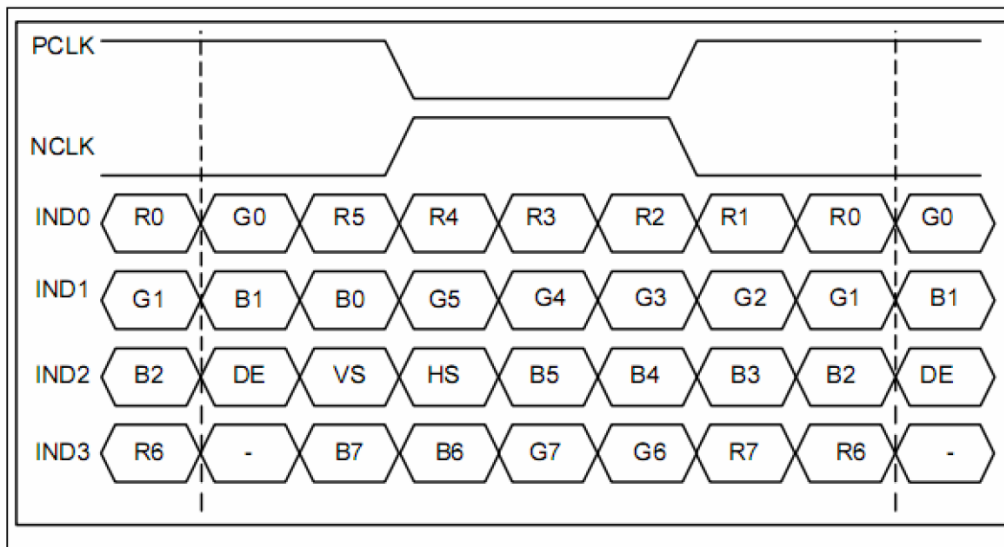 PCLK
NCLK
IND0 R0 G0 R5 R4 R3 R2 R1 R0 G0
IND1 G1 B1 B0 G5 G4 G3 G2 G1 B1
IND2 B2 DE VS HS B5 B4 B3 B2 DE
IND3 R6 - B7 B6 G7 G6 R7 R6 -